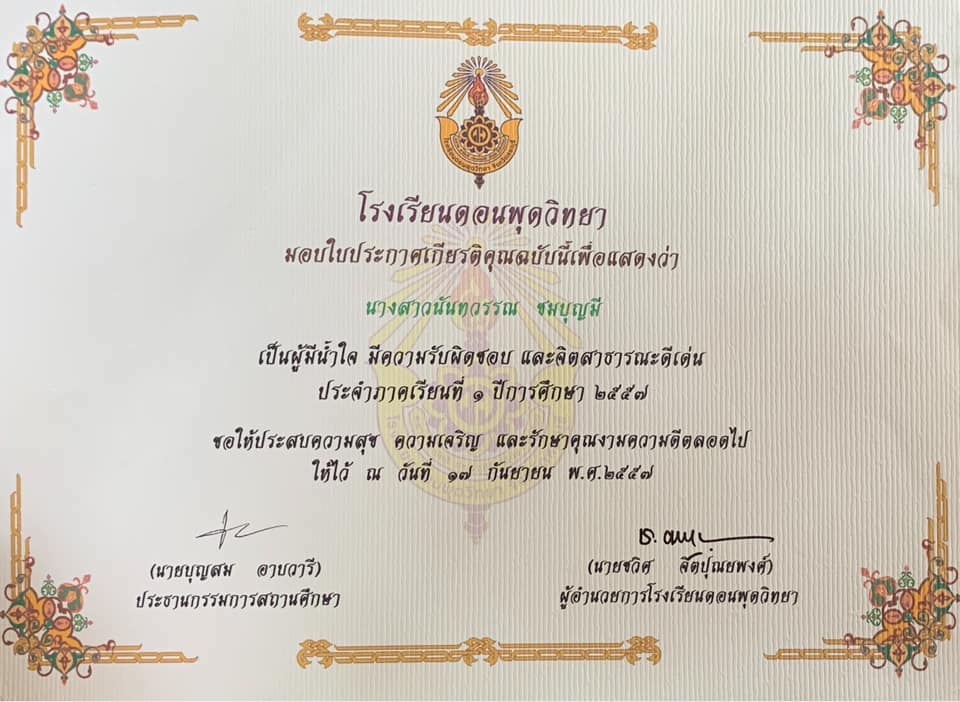 โรงเรียนดอนพุดวิทยา
มอบใบประกาศเกียรติคุณฉบับนี้เพื่อแสดงว่า
นางสาวนันทวรรณ ชมบุญมี
เป็นผู้มีน้ำใจ มีความรับผิดชอบ และจิตสาธารณะดีเด่น
ประจำภาคเรียนที่ ๑ ปีการศึกษา ๒๕๕๗
ขอให้ประสบความสุข ความเจริญ และรักษาคุณงามความดีตลอดไป
ให้ไว้ ณ วันที่ ๑๗ กันยายน พ.ศ.๒๕๕๗
(นายบุญสม อาบวารี)
ประธานกรรมการสถานศึกษา
(นายชวิศ จิตปุณยพงศ์)
ผู้อำนวยการโรงเรียนดอนพุดวิทยา